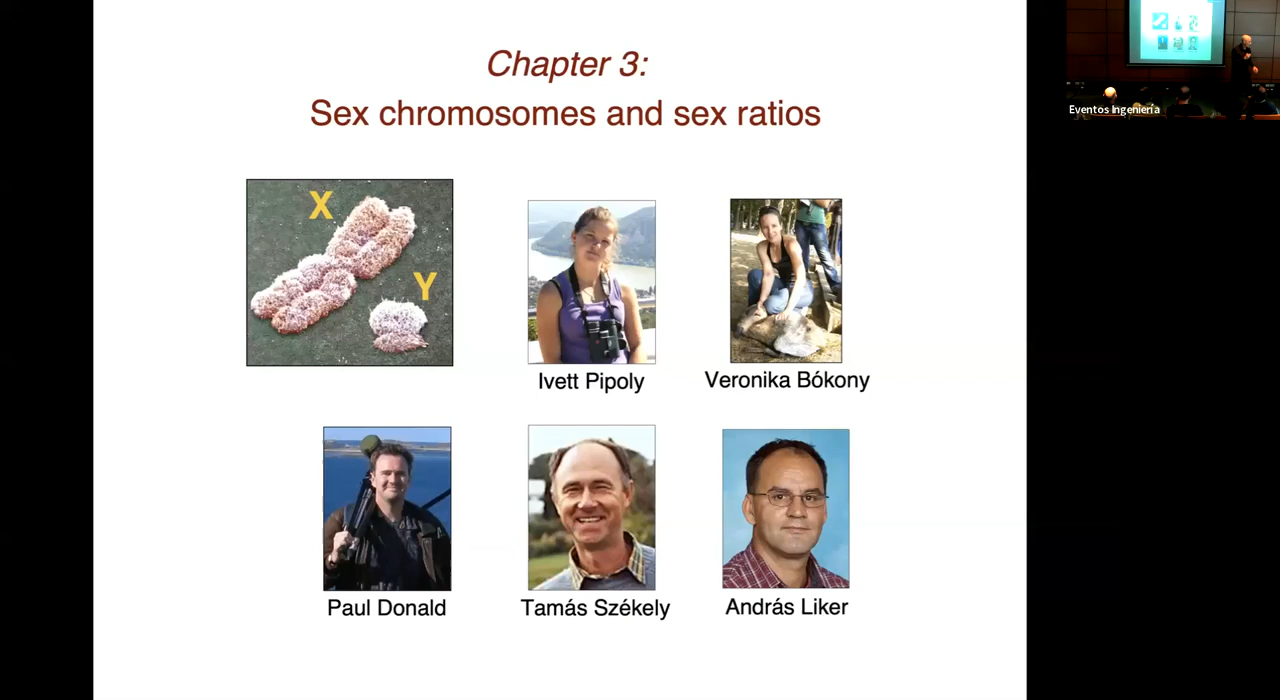 Chapter 3:
Sex chromosomes and sex ratios
X
Y
Ivett Pipoly
Veronika Bókony
Paul Donald
Tamás Székely
András Liker
Eventos Ingeniería